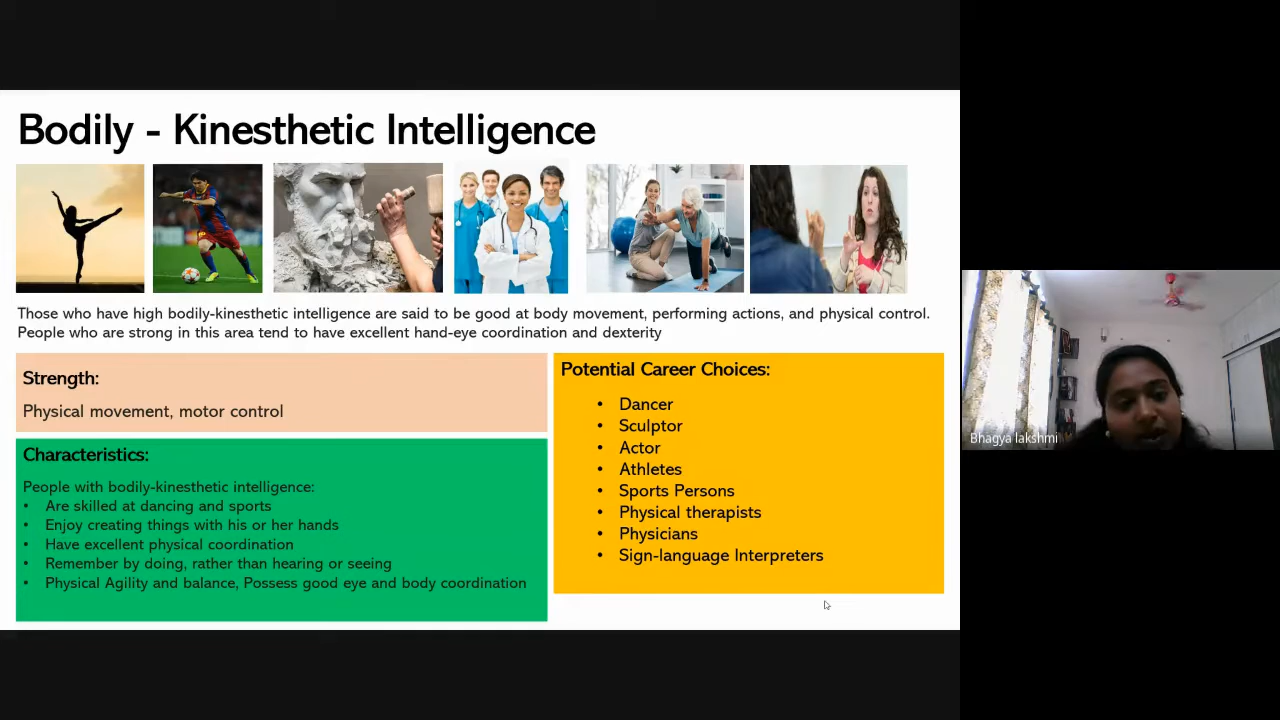 Bodily - Kinesthetic Intelligence
Those who have high bodily-kinesthetic intelligence are said to be good at body movement, performing actions, and physical control.
People who are strong in this area tend to have excellent hand-eye coordination and dexterity
Strength:
Physical movement, motor control
Characteristics:
People with bodily-kinesthetic intelligence:
• Are skilled at dancing and sports
• Enjoy creating things with his or her hands
• Have excellent physical coordination
• Remember by doing, rather than hearing or seeing
• Physical Agility and balance, Possess good eye and body coordination
Potential Career Choices:
• Dancer
• Sculptor
• Actor
• Athletes
• Sports Persons
• Physical therapists
• Physicians
• Sign-language Interpreters
Bhagya lakshmi